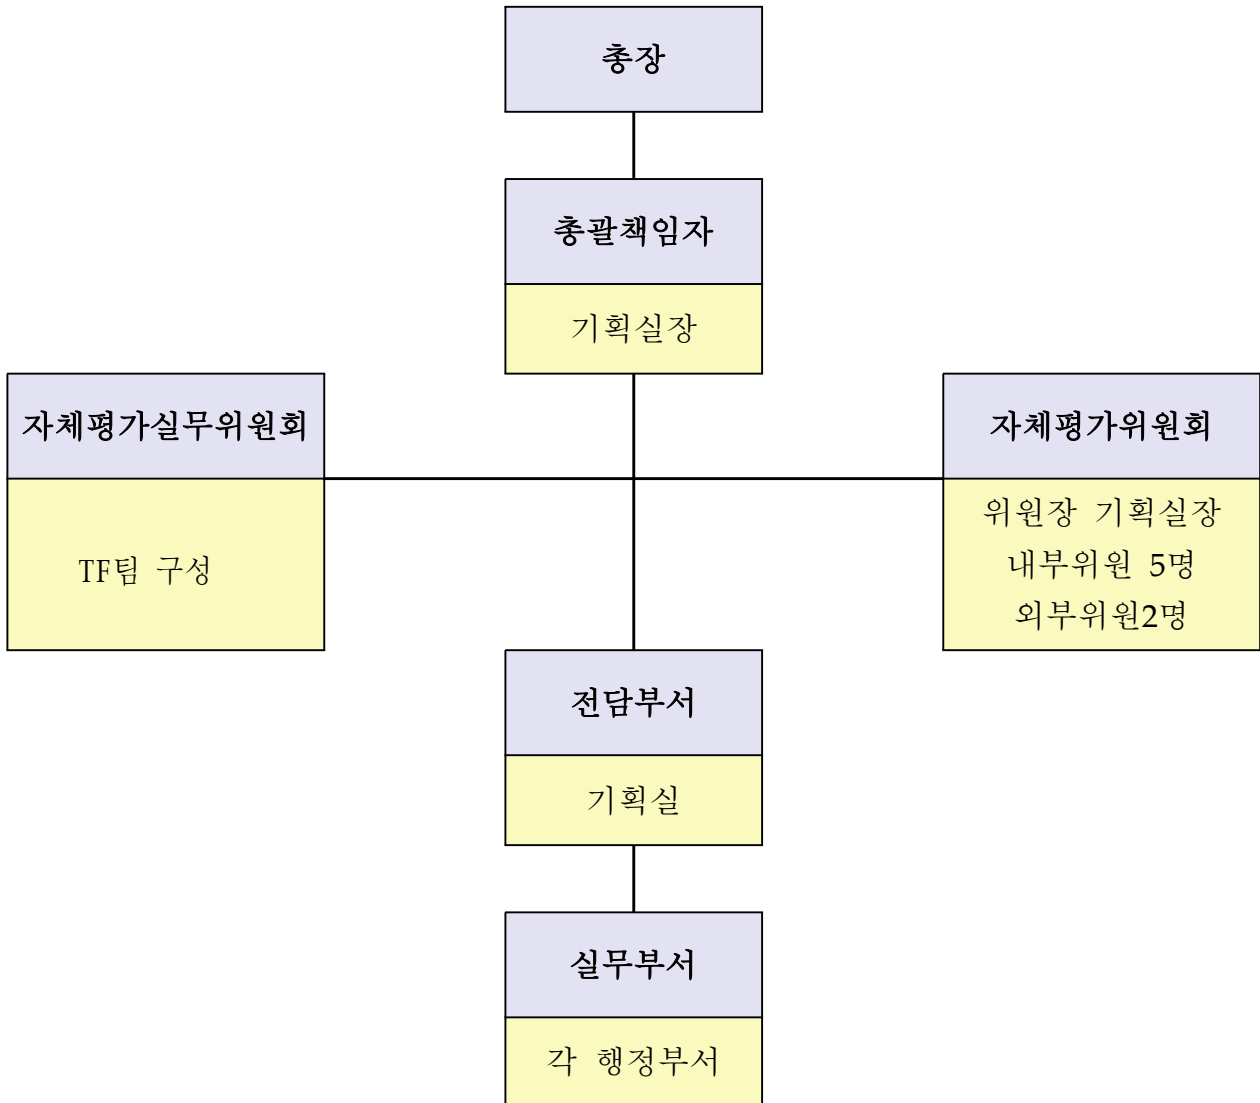 총장
총괄책임자
기획실장
자체평가실무위원회
TF팀 구성
자체평가위원회
위원장 기획실장
내부위원 5명
외부위원2명
전담부서
기획실
실무부서
각 행정부서